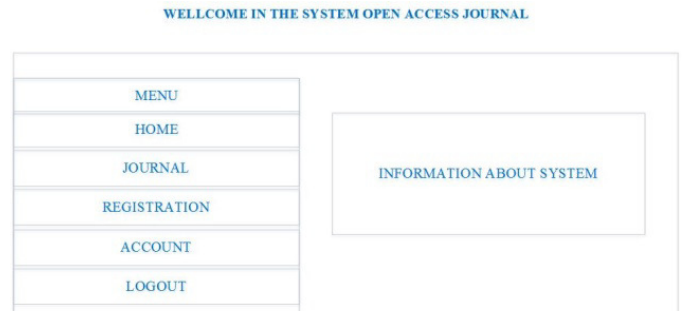 WELLCOME IN THE SYSTEM OPEN ACCESS JOURNAL
MENU
HOME
JOURNAL
REGISTRATION
ACCOUNT
LOGOUT
INFORMATION ABOUT SYSTEM